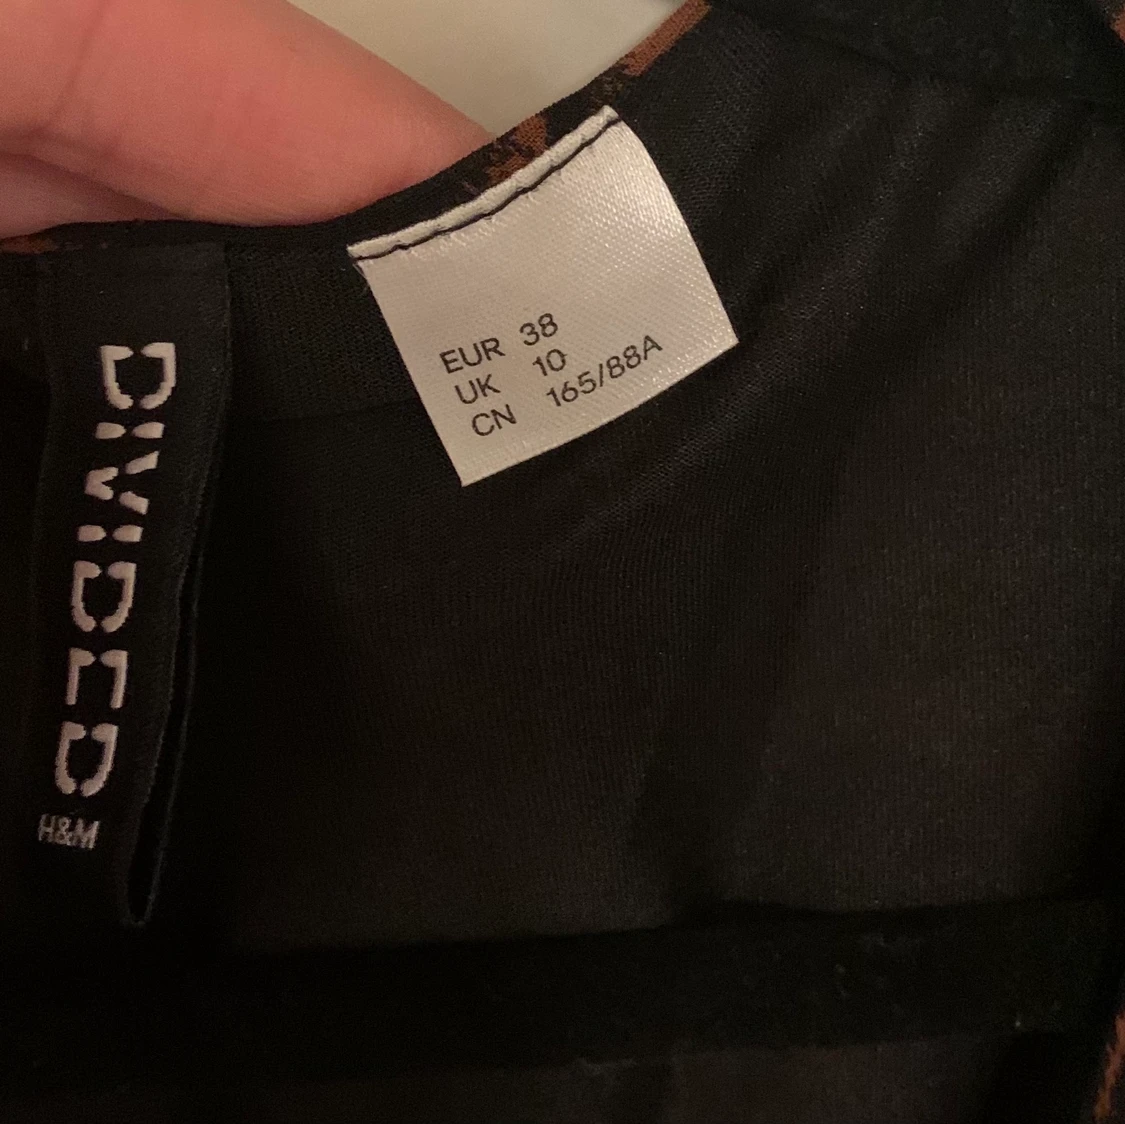 DIVIDED
H&M
EUR 38
UK 10
CN 165/88A